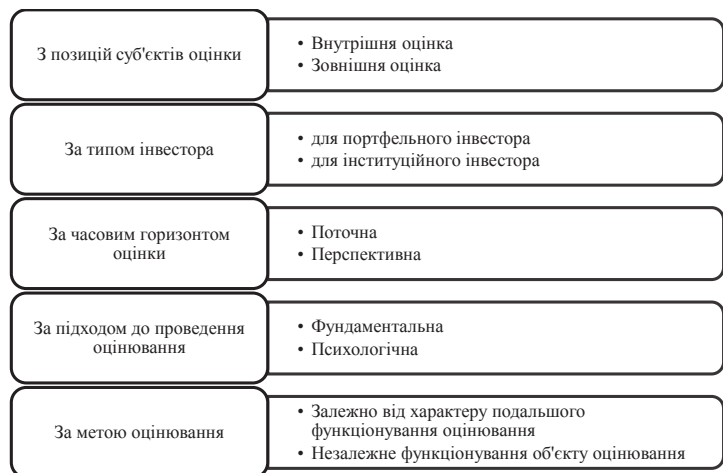 З позицій суб'єктів оцінки
• Внутрішня оцінка
• Зовнішня оцінка
За типом інвестора
• для портфельного інвестора
• для інституційного інвестора
За часовим горизонтом
оцінки
• Поточна
• Перспективна
За підходом до проведення
оцінювання
• Фундаментальна
• Психологічна
За метою оцінювання
• Залежно від характеру подальшого
функціонування оцінювання
• Незалежне функціонування об'єкту оцінювання